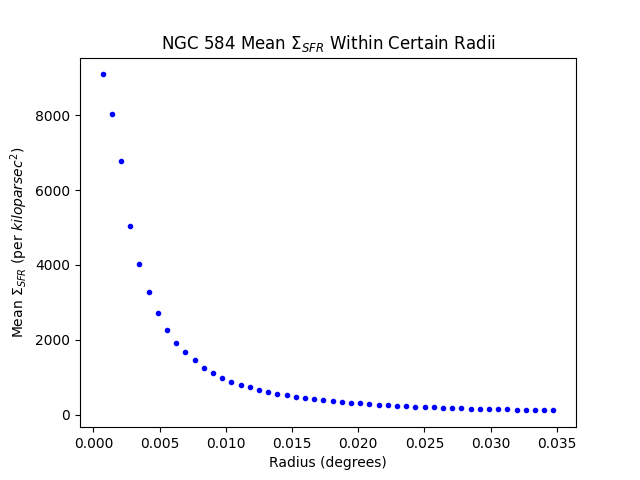 NGC 584 Mean Σ_SFR Within Certain Radii
Mean Σ_SFR (per kiloparsec²)
8000
6000
4000
2000
0
0.000 0.005 0.010 0.015 0.020 0.025 0.030 0.035
Radius (degrees)